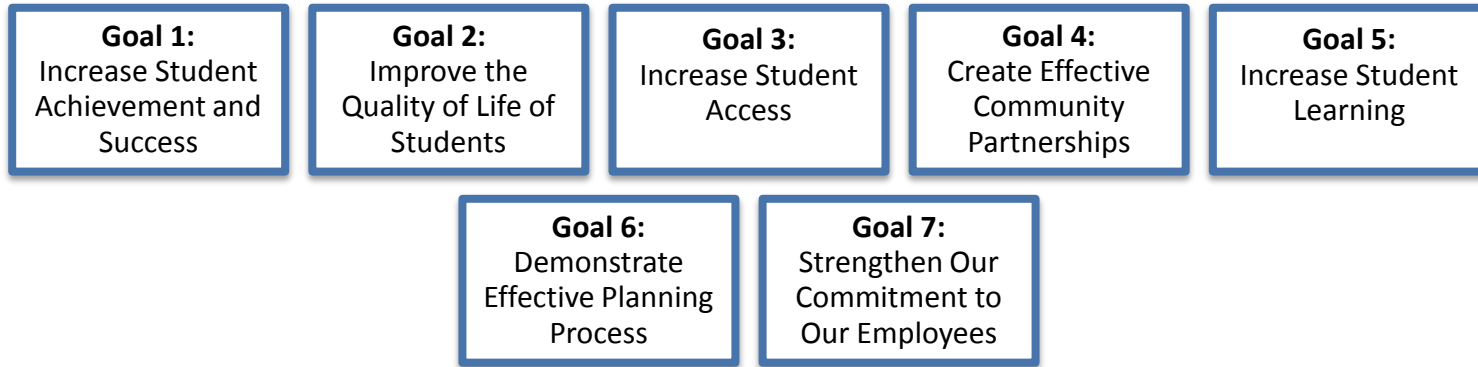 Goal 1:
Increase Student
Achievement and
Success
Goal 2:
Improve the
Quality of Life of
Students
Goal 3:
Increase Student
Access
Goal 4:
Create Effective
Community
Partnerships
Goal 5:
Increase Student
Learning
Goal 6:
Demonstrate
Effective Planning
Process
Goal 7:
Strengthen Our
Commitment to
Our Employees